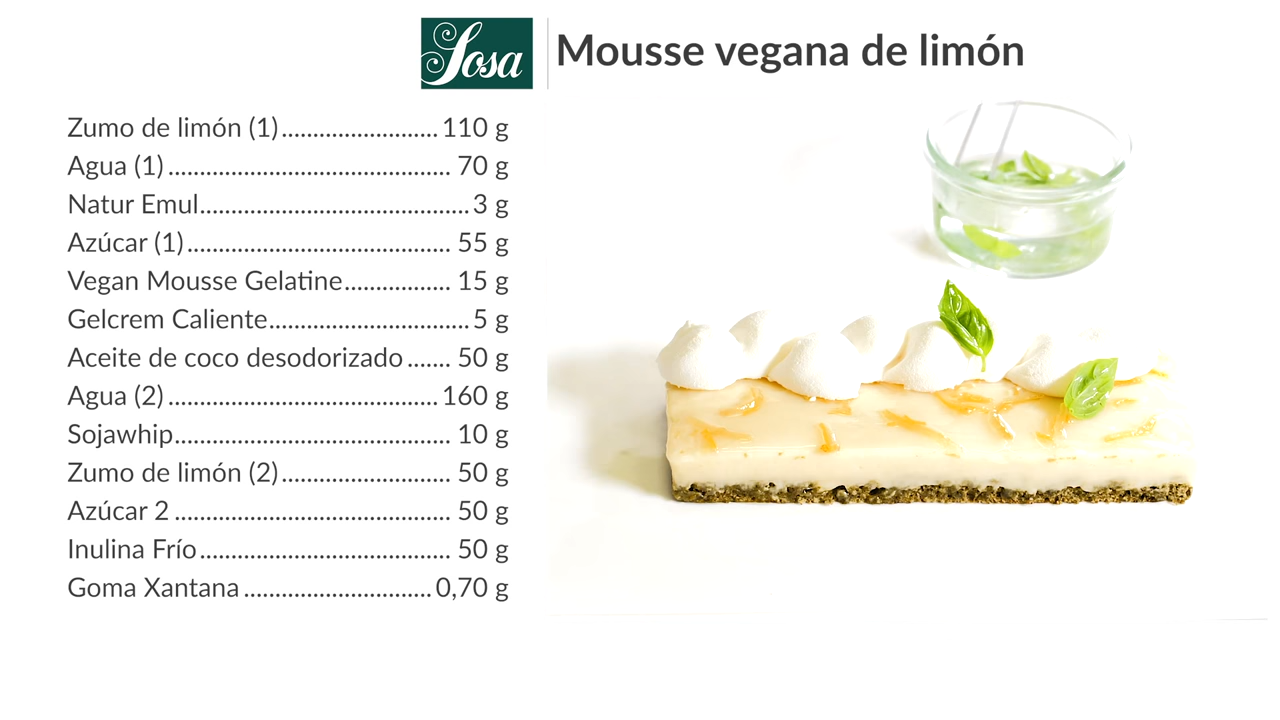 Sosa
Mousse vegana de limón
Zumo de limón (1)......................... 110 g
Agua (1)............................................. 70 g
Natur Emul........................................... 3 g
Azúcar (1).......................................... 55 g
Vegan Mousse Gelatine................. 15 g
Gelcrem Caliente................................ 5 g
Aceite de coco desodorizado....... 50 g
Agua (2)........................................... 160 g
Sojawhip............................................ 10 g
Zumo de limón (2)........................... 50 g
Azúcar 2............................................ 50 g
Inulina Frío........................................ 50 g
Goma Xantana.............................. 0,70 g